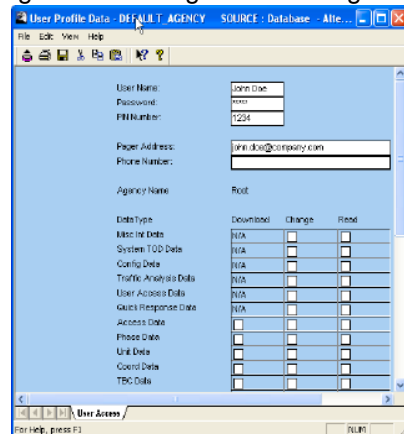 User Profile Data - DEFAULT_AGENCY SOURCE : Database - Alte...
File Edit View Help
User Name: John Doe
Password: ****
PIN Number: 1234
Pager Address: john.doe@company.com
Phone Number:
Agency Name Root
Data Type Download Change Read
Misc Int Data N/A
System TOD Data N/A
Config Data N/A
Traffic Analysis Data N/A
User Access Data N/A
Quick Response Data N/A
Access Data
Phase Data
Unit Data
Coord Data
TBC Data
User Access
For Help, press F1 NUM